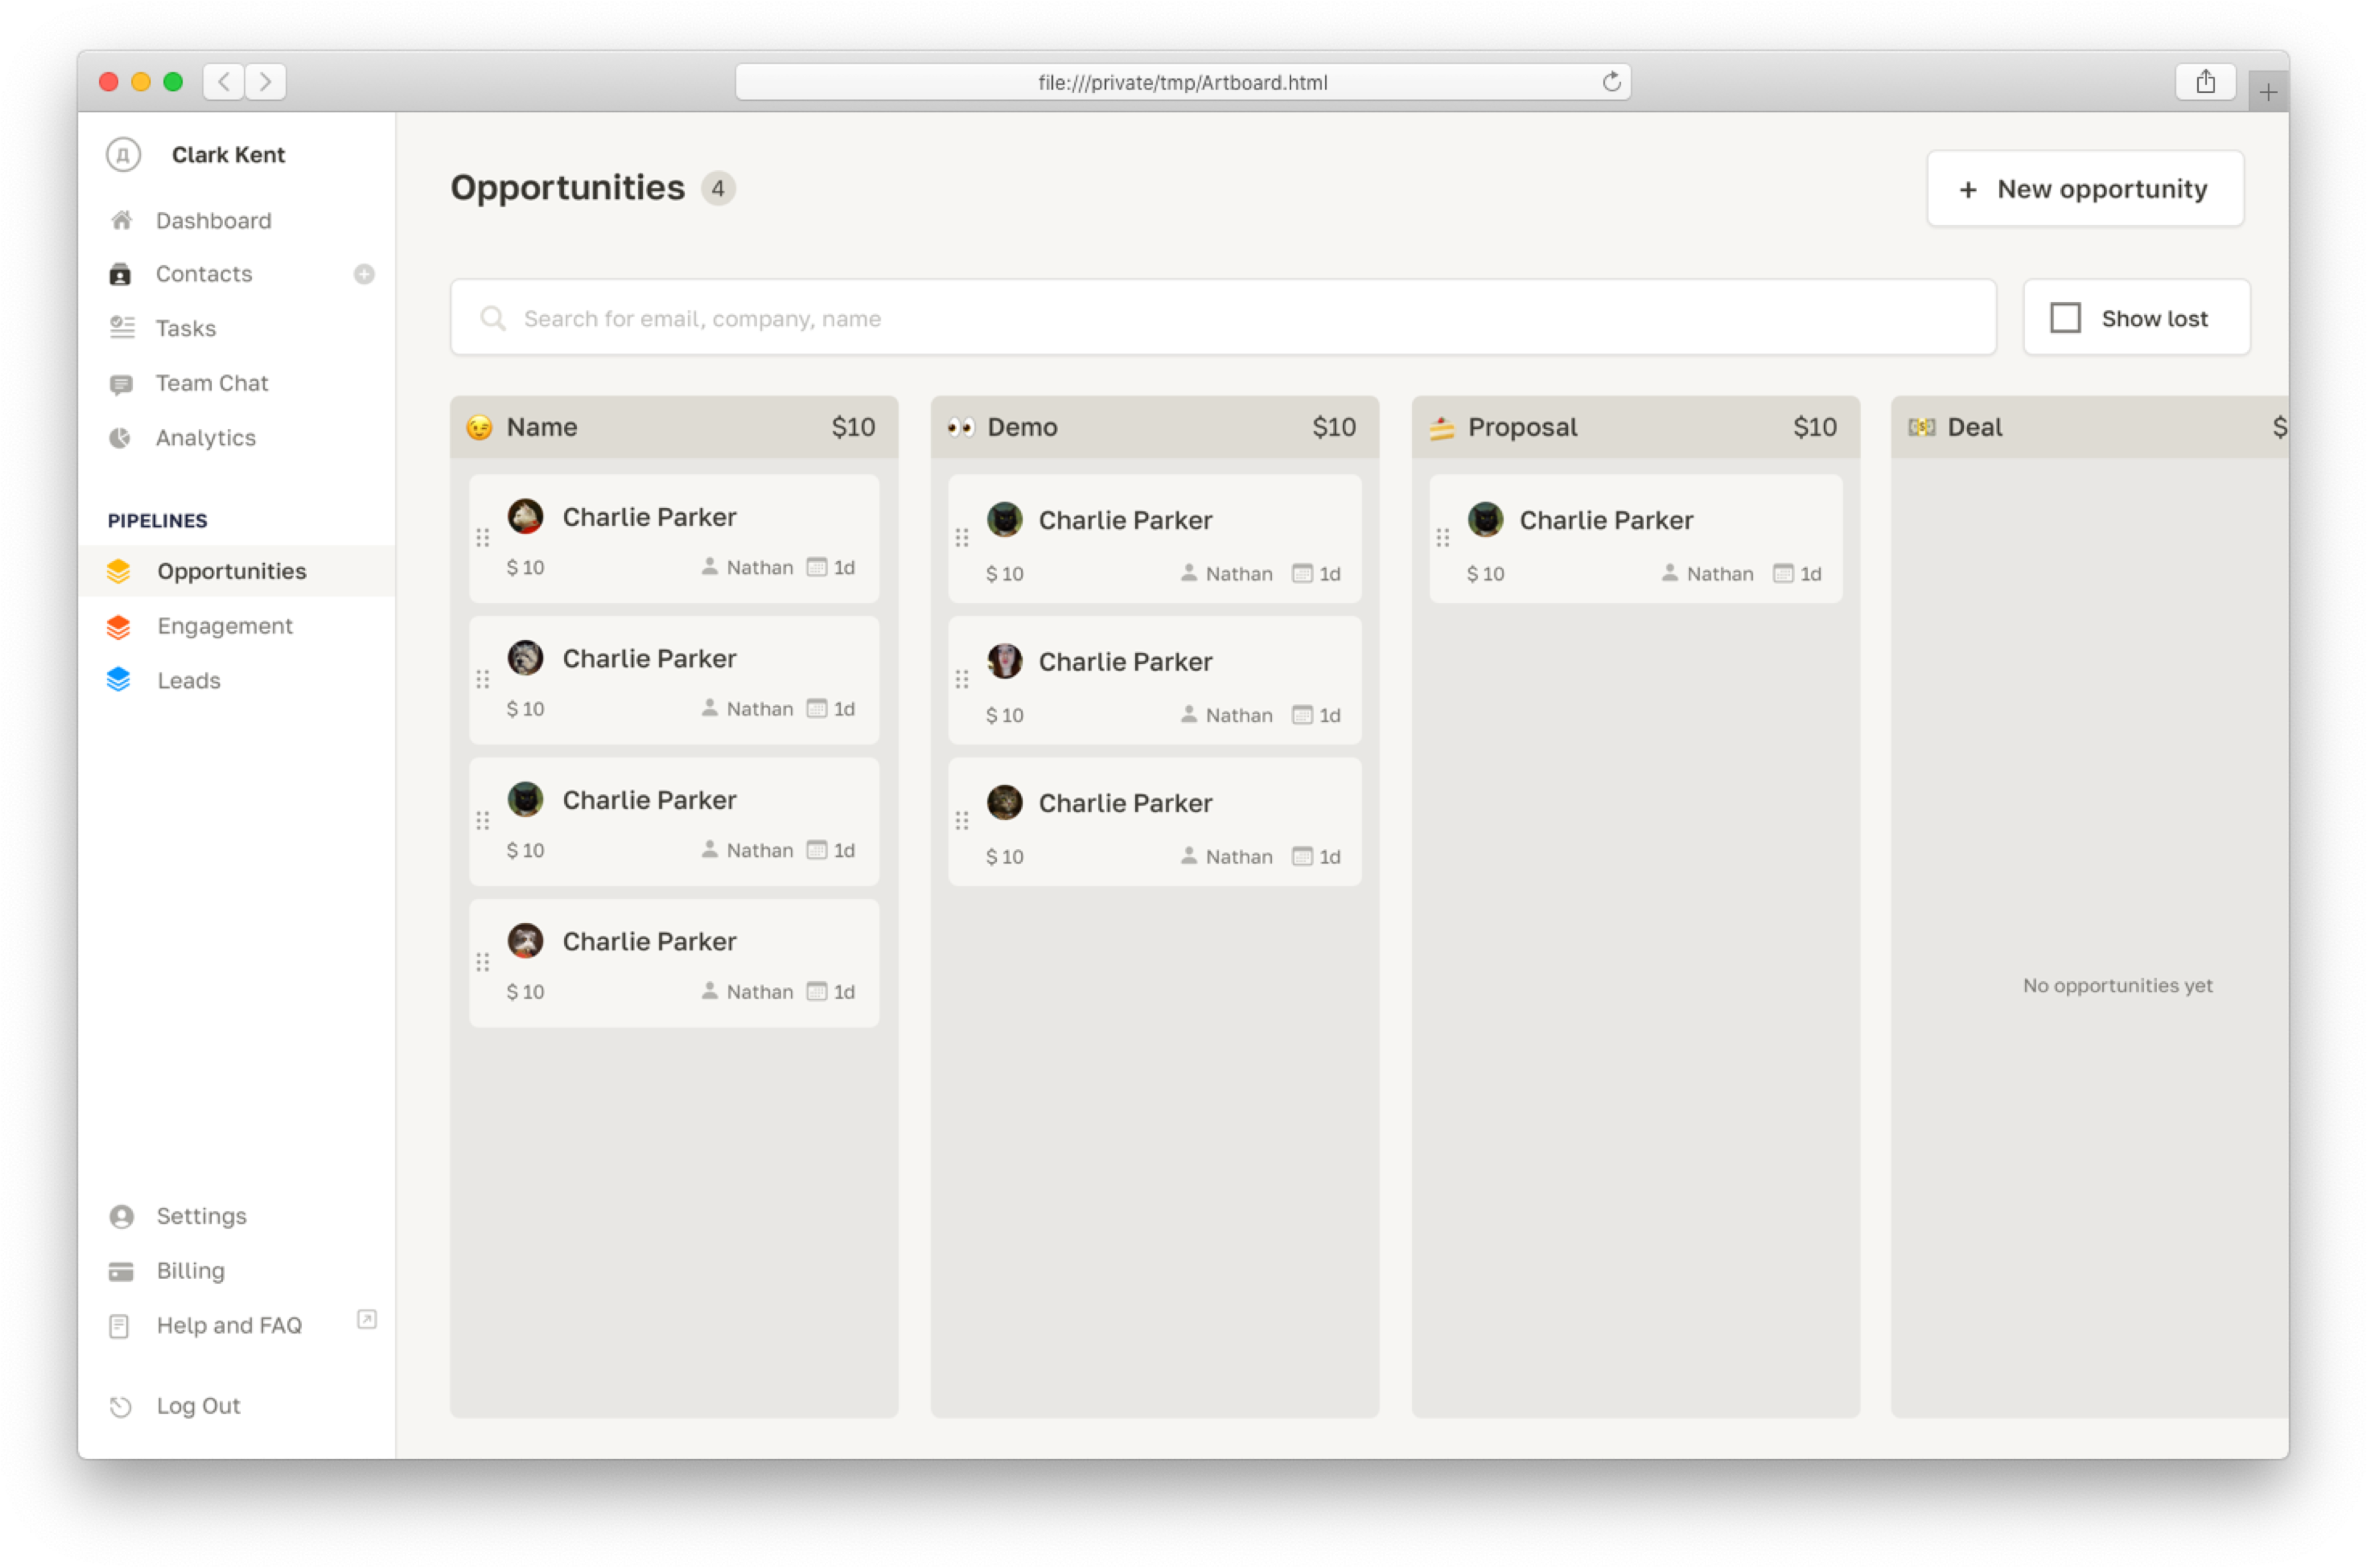 file:///private/tmp/Artboard.html
Д Clark Kent
Dashboard
Contacts
Tasks
Team Chat
Analytics
PIPELINES
Opportunities
Engagement
Leads
Settings
Billing
Help and FAQ
Log Out
Opportunities 4
+ New opportunity
Search for email, company, name
Show lost
😉 Name $10
Charlie Parker
$ 10 Nathan 1d
Charlie Parker
$ 10 Nathan 1d
Charlie Parker
$ 10 Nathan 1d
Charlie Parker
$ 10 Nathan 1d
👀 Demo $10
Charlie Parker
$ 10 Nathan 1d
Charlie Parker
$ 10 Nathan 1d
Charlie Parker
$ 10 Nathan 1d
🍰 Proposal $10
Charlie Parker
$ 10 Nathan 1d
💵 Deal $
No opportunities yet